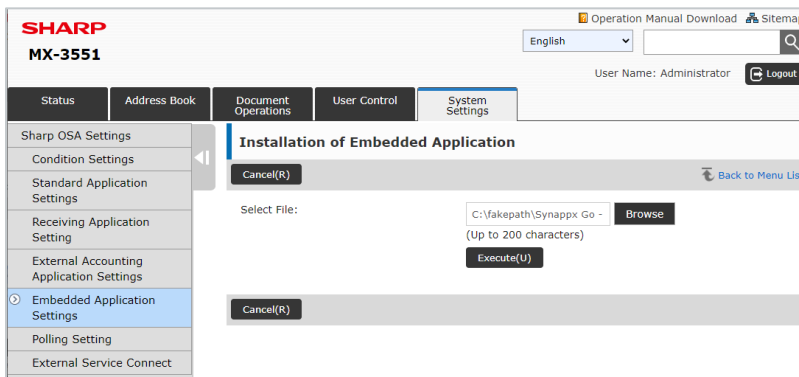 SHARP
Operation Manual Download Sitemap
MX-3551
English
User Name: Administrator Logout
Status Address Book Document Operations User Control System Settings
Sharp OSA Settings
Condition Settings
Standard Application
Settings
Receiving Application
Setting
External Accounting
Application Settings
Embedded Application
Settings
Polling Setting
External Service Connect
Installation of Embedded Application
Cancel(R) Back to Menu Lis
Select File: C:\fakepath\Synappx Go - Browse
(Up to 200 characters)
Execute(U)
Cancel(R)